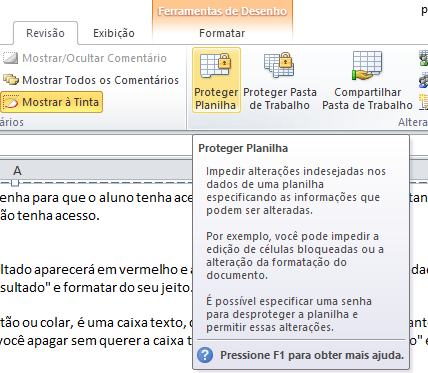 Ferramentas de Desenho
Revisão Exibição Formatar
Mostrar/Ocultar Comentário
Mostrar Todos os Comentários
Mostrar à Tinta
Proteger Planilha
Proteger Pasta de Trabalho
Compartilhar Pasta de Trabalho
ários
Altera
A
Proteger Planilha
Impedir alterações indesejadas nos
dados de uma planilha
especificando as informações que
podem ser alteradas.
Por exemplo, você pode impedir a
edição de células bloqueadas ou a
alteração da formatação do
documento.
É possível especificar uma senha
para desproteger a planilha e
permitir essas alterações.
Pressione F1 para obter mais ajuda.
enha para que o aluno tenha ace
tan
ão tenha acesso.
ltado aparecerá em vermelho e a
dad
sultado" e formatar do seu jeito.
tão ou colar, é uma caixa texto, c
ant
você apagar sem querer a caixa t
o" e